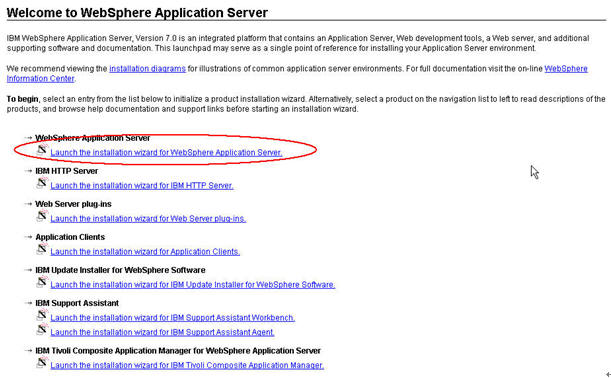 Welcome to WebSphere Application Server
IBM WebSphere Application Server, Version 7.0 is an integrated platform that contains an Application Server, Web development tools, a Web server, and additional
supporting software and documentation. This launchpad may serve as a single point of reference for installing your Application Server environment.
We recommend viewing the installation diagrams for illustrations of common application server environments. For full documentation visit the on-line WebSphere
Information Center.
To begin, select an entry from the list below to initialize a product installation wizard. Alternatively, select a product on the navigation list to left to read descriptions of the
products, and browse help documentation and support links before starting an installation wizard.
WebSphere Application Server
Launch the installation wizard for WebSphere Application Server.
IBM HTTP Server
Launch the installation wizard for IBM HTTP Server.
Web Server plug-ins
Launch the installation wizard for Web Server plug-ins.
Application Clients
Launch the installation wizard for Application Clients.
IBM Update Installer for WebSphere Software
Launch the installation wizard for IBM Update Installer for WebSphere Software.
IBM Support Assistant
Launch the installation wizard for IBM Support Assistant Workbench.
Launch the installation wizard for IBM Support Assistant Agent.
IBM Tivoli Composite Application Manager for WebSphere Application Server
Launch the installation wizard for IBM Tivoli Composite Application Manager.